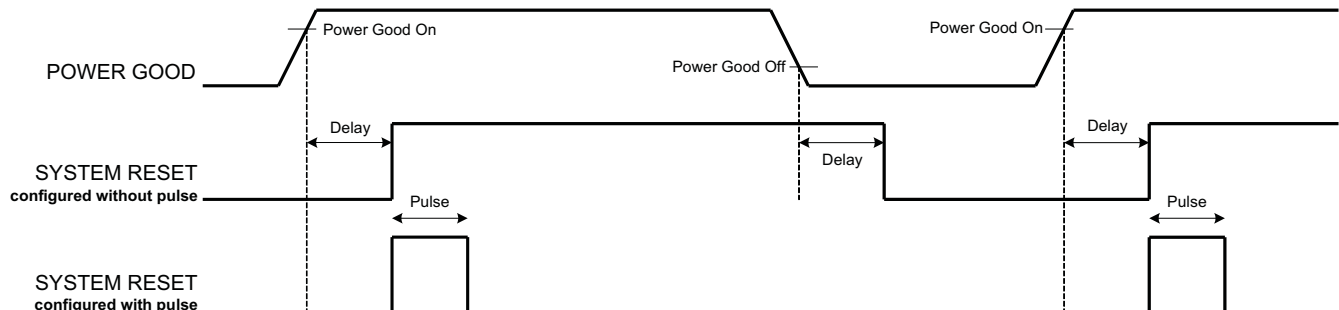 Power Good On
Power Good On
POWER GOOD
Power Good Off
Delay
Delay
Delay
SYSTEM RESET
configured without pulse
Pulse
Pulse
SYSTEM RESET
configured with pulse